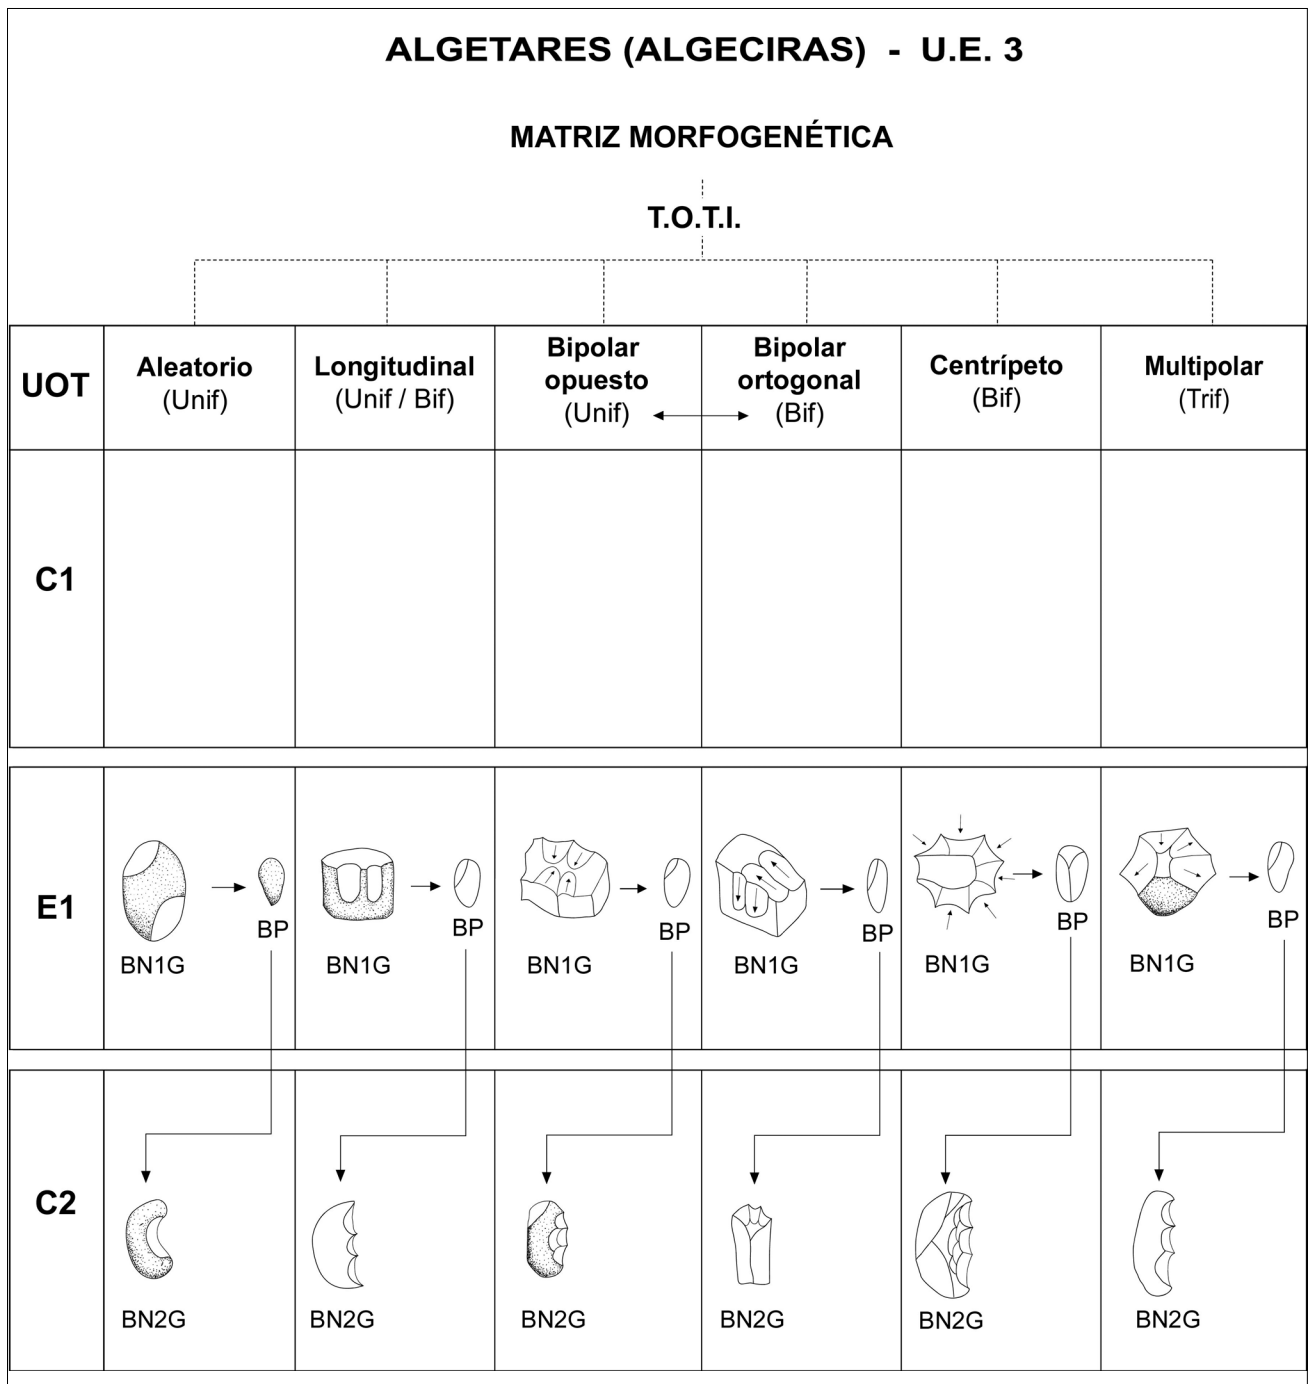 ALGETARES (ALGECIRAS) - U.E. 3
MATRIZ MORFOGENÉTICA
T.O.T.I.
UOT
Aleatorio
(Unif)
Longitudinal
(Unif / Bif)
Bipolar
opuesto
(Unif)
Bipolar
ortogonal
(Bif)
Centrípeto
(Bif)
Multipolar
(Trif)
C1
E1
BN1G
BP
BN1G
BP
BN1G
BP
BN1G
BP
BN1G
BP
BN1G
BP
C2
BN2G
BN2G
BN2G
BN2G
BN2G
BN2G